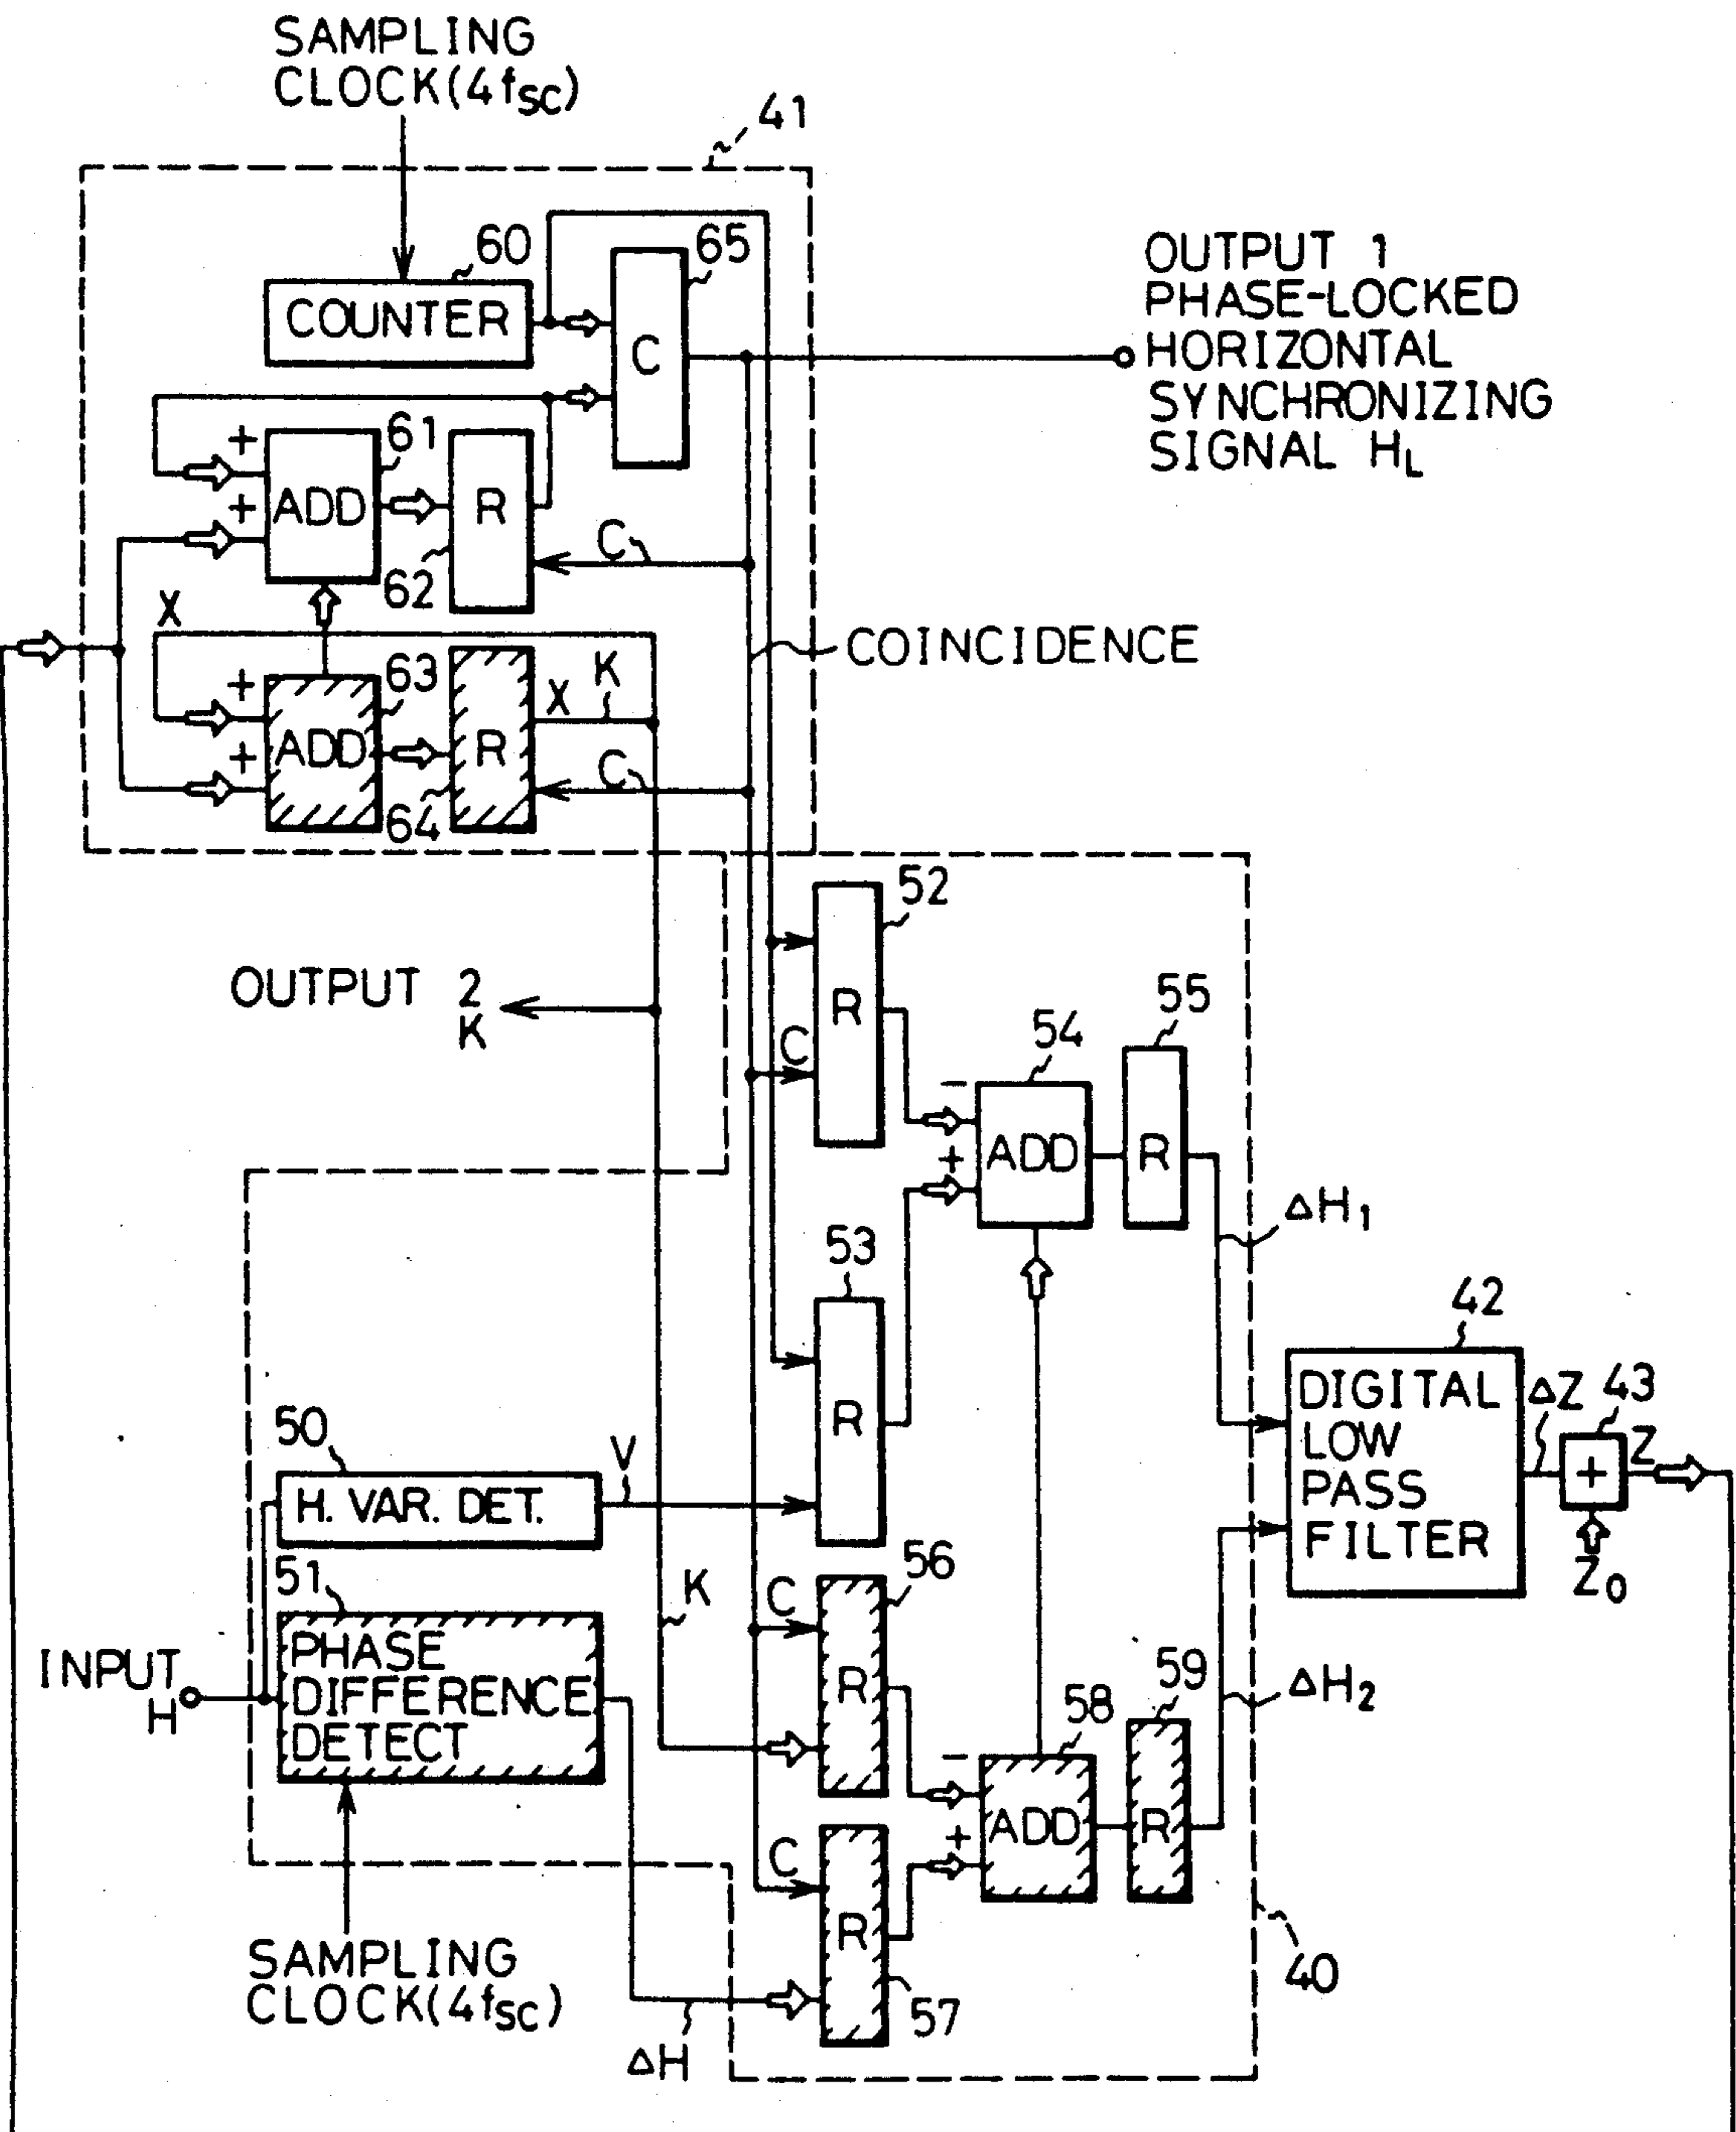 SAMPLING
CLOCK(4fSC)
41
60
COUNTER
65
C
OUTPUT 1
PHASE-LOCKED
HORIZONTAL
SYNCHRONIZING
SIGNAL HL
+
61
+
ADD
R
C
62
X
COINCIDENCE
+
63
X
K
+
ADD
R
C
64
52
R
OUTPUT 2
K
C
55
54
-
+
ADD
R
ΔH1
53
R
42
DIGITAL
LOW
PASS
FILTER
ΔZ
43
Z
+
Z0
50
H. VAR. DET.
V
51
PHASE
DIFFERENCE
DETECT
INPUT
H
K
C
56
R
59
58
-
+
ADD
R
ΔH2
C
R
57
40
SAMPLING
CLOCK(4fSC)
ΔH